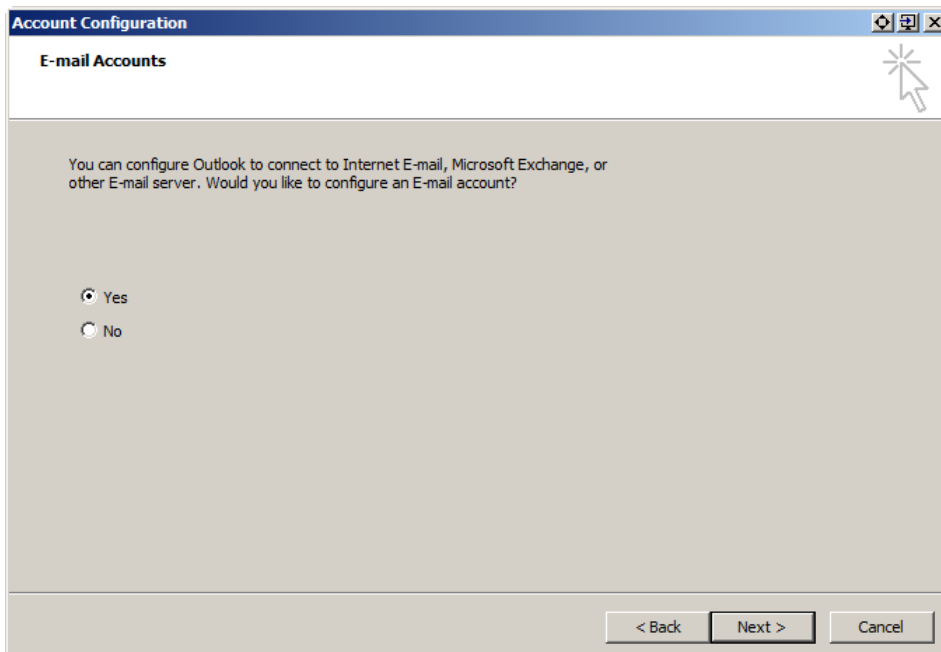 Account Configuration
E-mail Accounts
You can configure Outlook to connect to Internet E-mail, Microsoft Exchange, or
other E-mail server. Would you like to configure an E-mail account?
Yes
No
< Back
Next >
Cancel